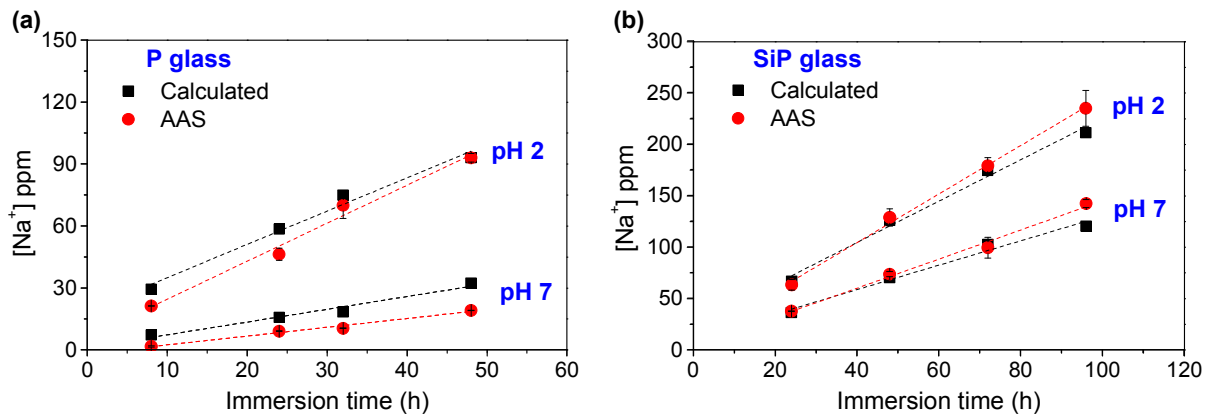 (a)
150
120
90
60
30
0
[Na+] ppm
P glass
Calculated
AAS
pH 2
pH 7
0 10 20 30 40 50 60
Immersion time (h)
(b)
300
250
200
150
100
50
0
[Na+] ppm
SiP glass
Calculated
AAS
pH 2
pH 7
0 20 40 60 80 100 120
Immersion time (h)